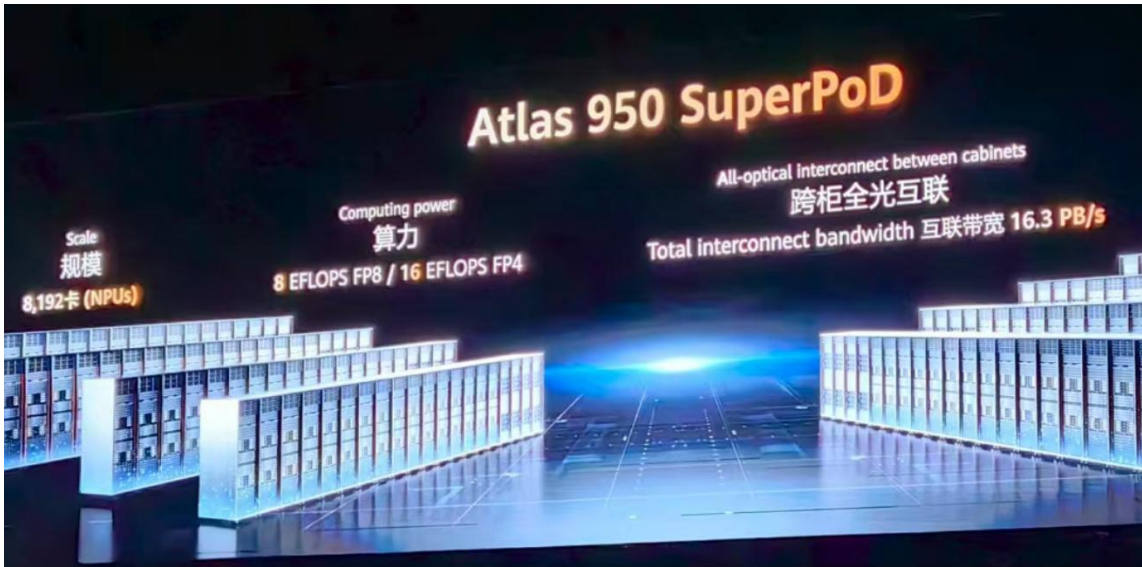 Atlas 950 SuperPoD
Scale
规模
8,192卡 (NPUs)
Computing power
算力
8 EFLOPS FP8 / 16 EFLOPS FP4
All-optical interconnect between cabinets
跨柜全光互联
Total interconnect bandwidth 互联带宽 16.3 PB/s